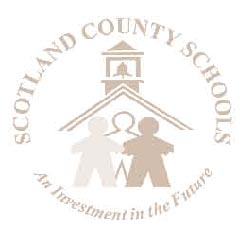 SCOTLAND COUNTY SCHOOLS
An Investment in the Future